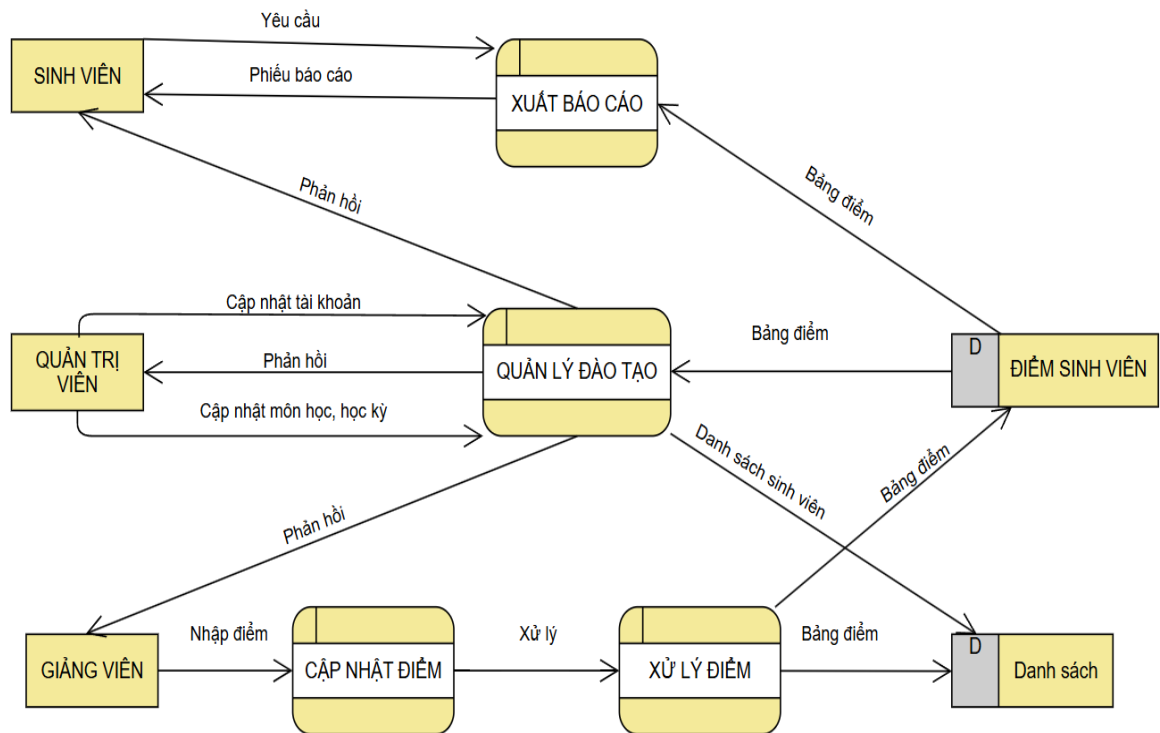 Yêu cầu
SINH VIÊN
Phiếu báo cáo
XUẤT BÁO CÁO
Phản hồi
Bảng điểm
Cập nhật tài khoản
QUẢN TRỊ
VIÊN
Phản hồi
QUẢN LÝ ĐÀO TẠO
Bảng điểm
D
ĐIỂM SINH VIÊN
Cập nhật môn học, học kỳ
Danh sách sinh viên
Bảng điểm
Phản hồi
GIẢNG VIÊN
Nhập điểm
CẬP NHẬT ĐIỂM
Xử lý
XỬ LÝ ĐIỂM
Bảng điểm
D
Danh sách